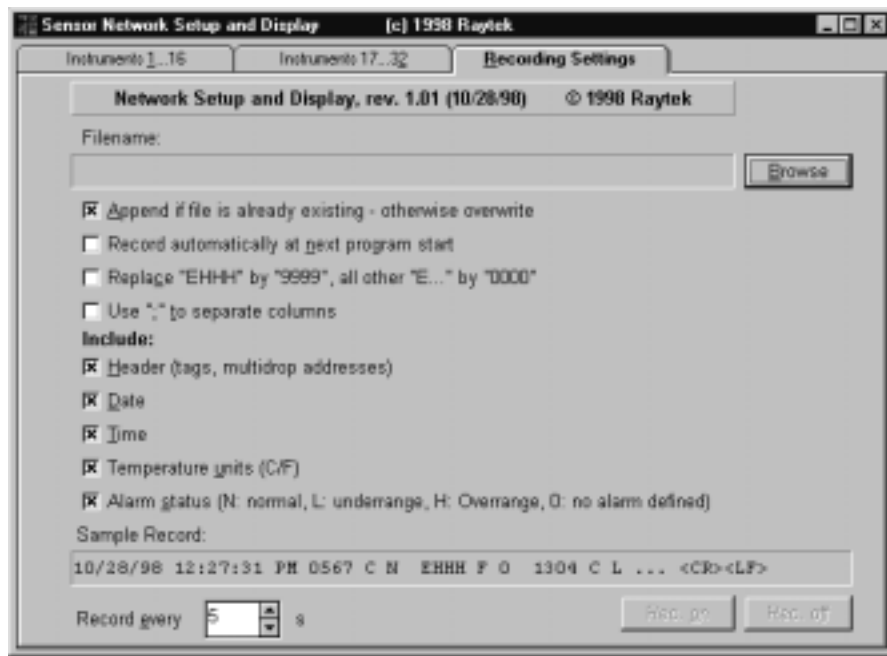 Sensor Network Setup and Display (c) 1998 Raytek
Instruments 1...16 Instruments 17...32 Recording Settings
Network Setup and Display, rev. 1.01 (10/28/98) © 1998 Raytek
Filename:
Browse
Append if file is already existing - otherwise overwrite
Record automatically at next program start
Replace "EHHH" by "9999", all other "E..." by "0000"
Use ";" to separate columns
Include:
Header (tags, multidrop addresses)
Date
Time
Temperature units (C/F)
Alarm status (N: normal, L: underrange, H: Overrange, O: no alarm defined)
Sample Record:
10/28/98 12:27:31 PM 0567 C N EHHH F O 1304 C L ... <CR><LF>
Record every 5 s Rec. on Rec. off